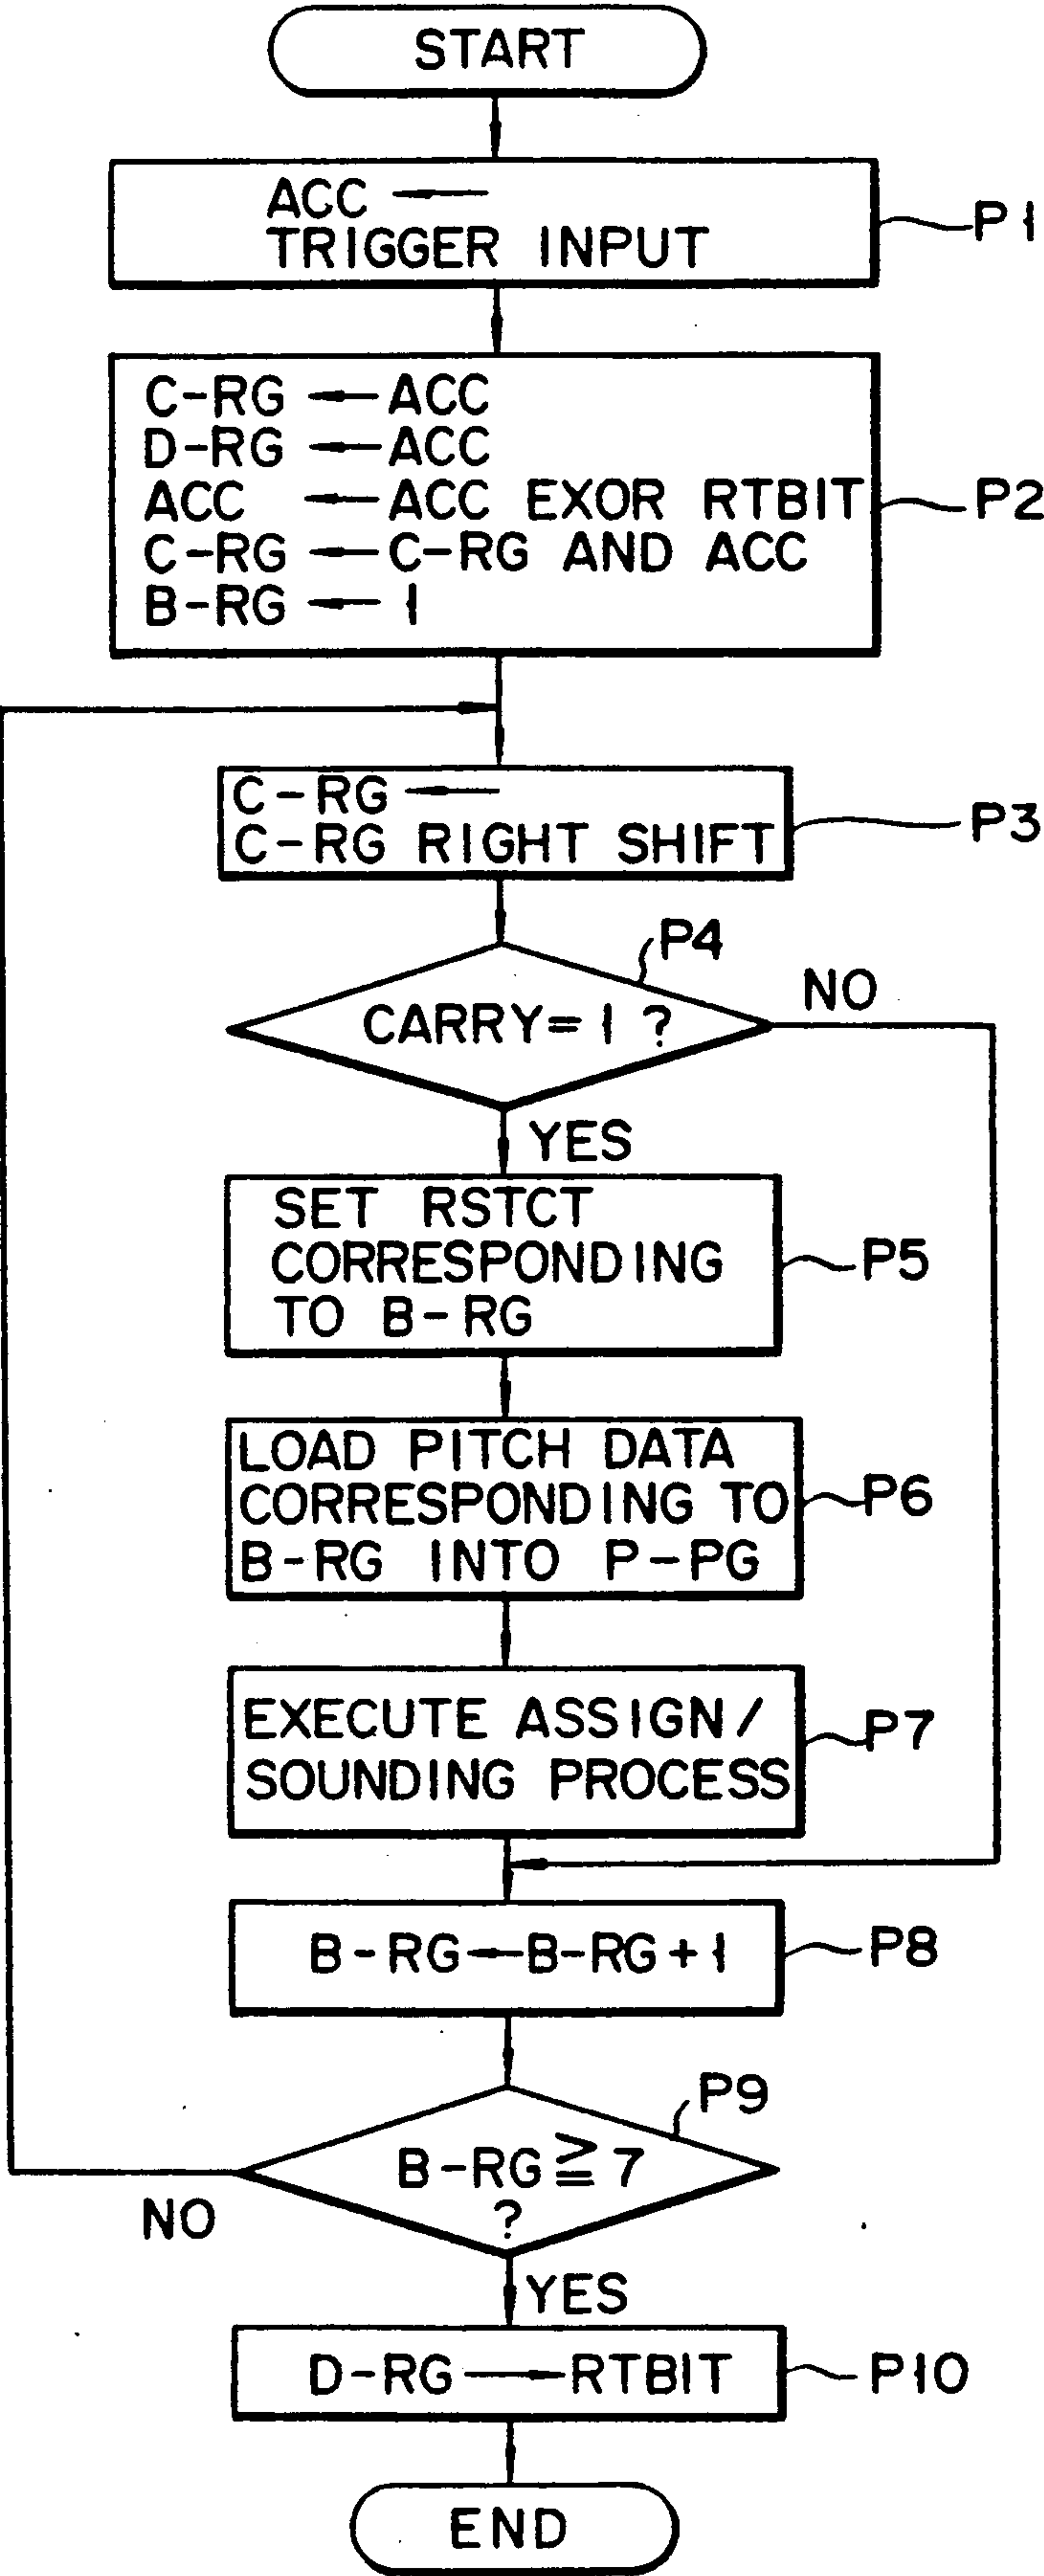 START
ACC ←
TRIGGER INPUT
P1
C-RG ← ACC
D-RG ← ACC
ACC ← ACC EXOR RTBIT
C-RG ← C-RG AND ACC
B-RG ← 1
P2
C-RG ←
C-RG RIGHT SHIFT
P3
P4
CARRY=1 ?
NO
YES
SET RSTCT
CORRESPONDING
TO B-RG
P5
LOAD PITCH DATA
CORRESPONDING TO
B-RG INTO P-PG
P6
EXECUTE ASSIGN/
SOUNDING PROCESS
P7
B-RG←B-RG+1
P8
P9
B-RG≧7
?
NO
YES
D-RG→RTBIT
P10
END